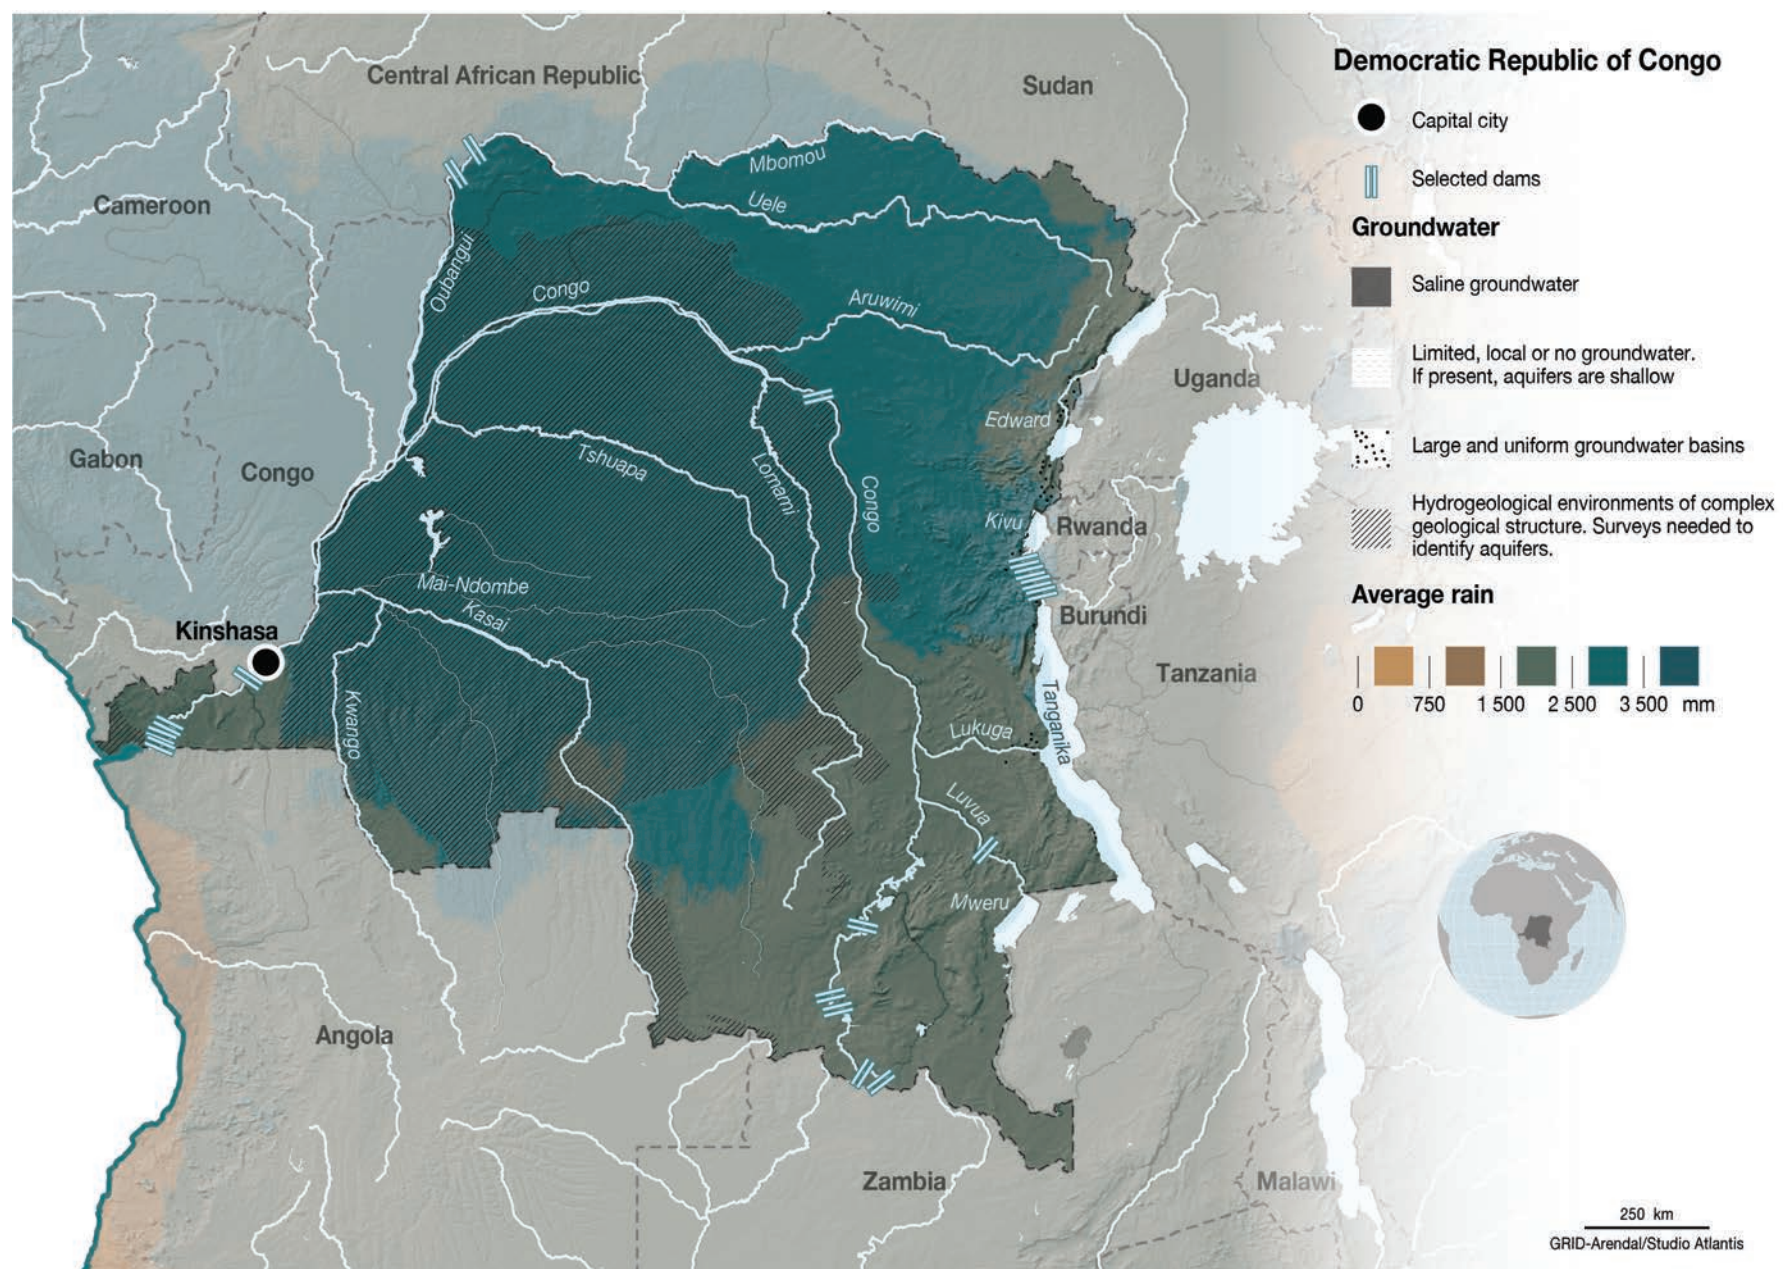 Democratic Republic of Congo
Capital city
Selected dams
Groundwater
Saline groundwater
Limited, local or no groundwater.
If present, aquifers are shallow
Large and uniform groundwater basins
Hydrogeological environments of complex
geological structure. Surveys needed to
identify aquifers.
Average rain
0 750 1 500 2 500 3 500 mm
Central African Republic
Sudan
Cameroon
Mbomou
Uele
Oubangui
Congo
Aruwimi
Uganda
Edward
Gabon
Congo
Tshuapa
Lomami
Congo
Kivu
Rwanda
Mai-Ndombe
Kasai
Burundi
Kinshasa
Tanzania
Kwango
Tanganika
Lukuga
Luvua
Mweru
Angola
Zambia
Malawi
250 km
GRID-Arendal/Studio Atlantis